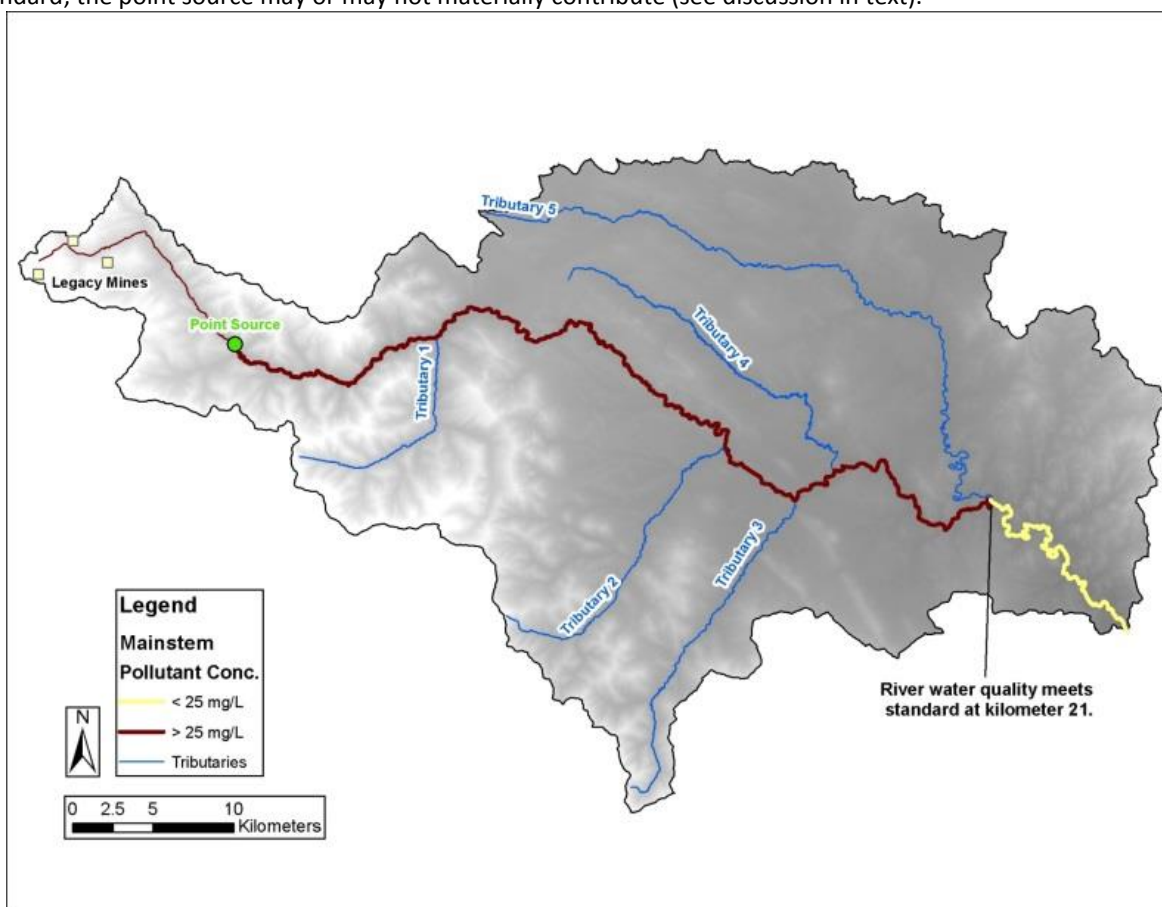 ndard, the point source may or may not materially contribute (see discussion in text).
Tributary 5
Legacy Mines
Point Source
Tributary 4
Tributary 1
Tributary 3
Tributary 2
Legend
Mainstem
Pollutant Conc.
< 25 mg/L
> 25 mg/L
Tributaries
N
0 2.5 5 10
Kilometers
River water quality meets
standard at kilometer 21.